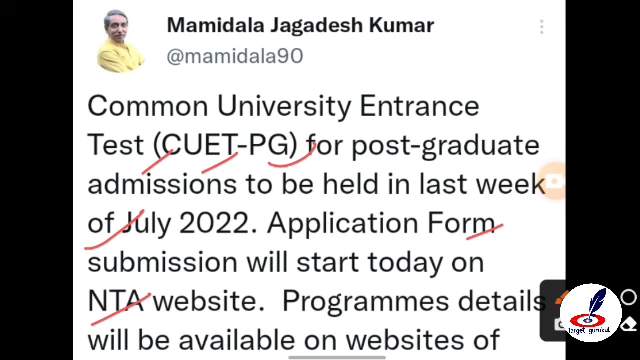 Mamidala Jagadesh Kumar
@mamidala90
Common University Entrance
Test (CUET-PG) for post-graduate
admissions to be held in last week
of July 2022. Application Form
submission will start today on
NTA website. Programmes details
will be available on websites of
target gurukul